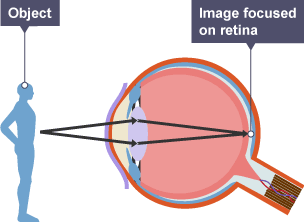 Object
Image focused
on retina